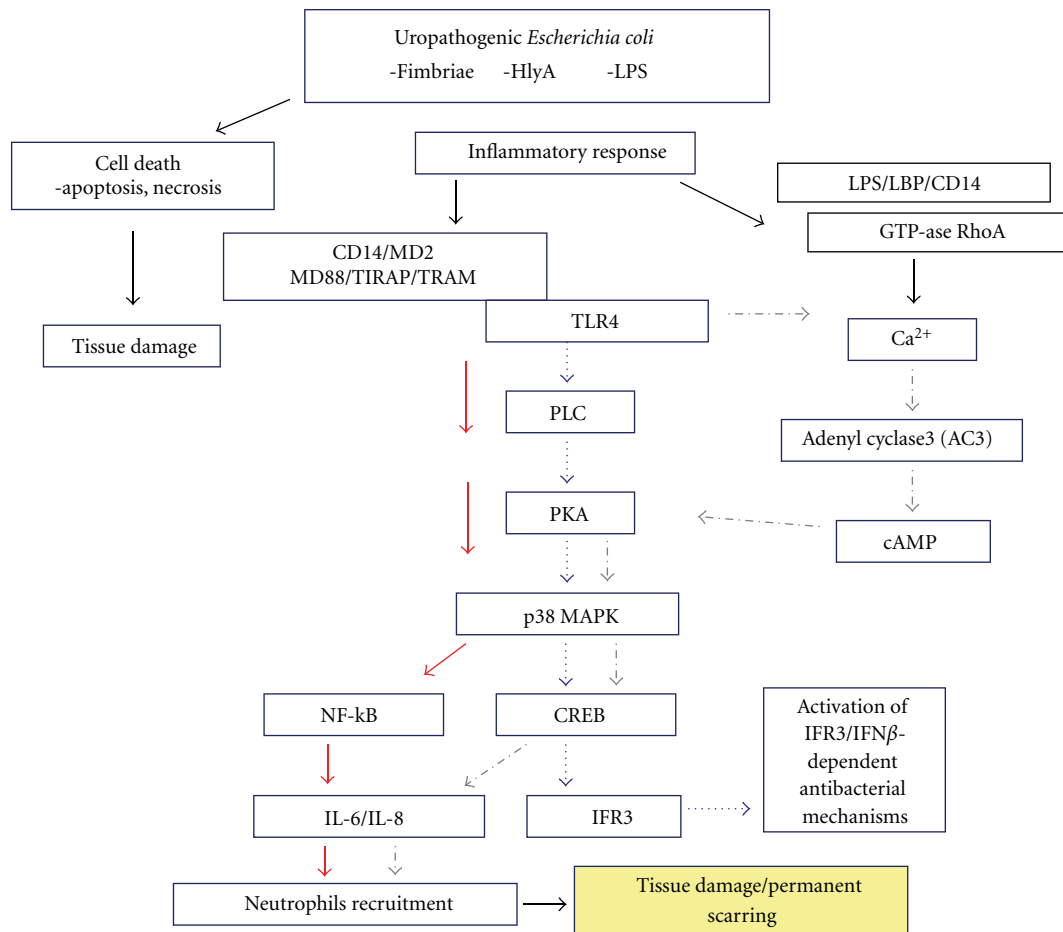 Uropathogenic Escherichia coli
-Fimbriae -HlyA -LPS
Cell death
-apoptosis, necrosis
Inflammatory response
LPS/LBP/CD14
GTP-ase RhoA
CD14/MD2
MD88/TIRAP/TRAM
TLR4
Tissue damage
Ca²⁺
PLC
Adenyl cyclase3 (AC3)
PKA
cAMP
p38 MAPK
NF-kB
CREB
Activation of
IFR3/IFNβ-
dependent
antibacterial
mechanisms
IL-6/IL-8
IFR3
Neutrophils recruitment
Tissue damage/permanent
scarring